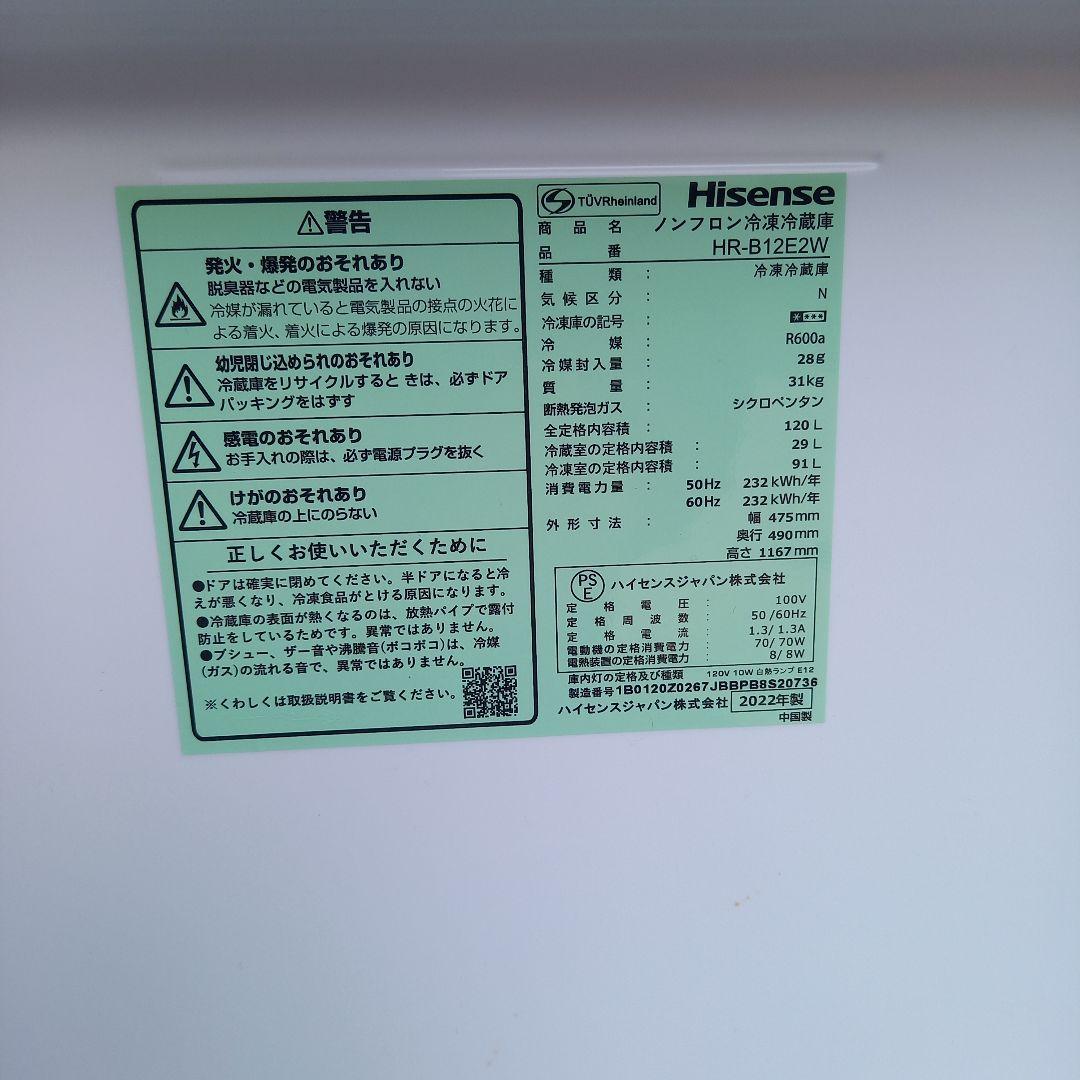 ⚠警告
発火・爆発のおそれあり
脱臭器などの電気製品を入れない
冷媒が漏れていると電気製品の接点の火花に
よる着火、着火による爆発の原因になります。
幼児閉じ込められのおそれあり
冷蔵庫をリサイクルすると きは、必ずドア
パッキングをはずす
感電のおそれあり
お手入れの際は、必ず電源プラグを抜く
けがのおそれあり
冷蔵庫の上にのらない
正しくお使いいただくために
●ドアは確実に閉めてください。半ドアになると冷
えが悪くなり、冷凍食品がとける原因になります。
●冷蔵庫の表面が熱くなるのは、放熱パイプで露付
防止をしているためです。異常ではありません。
●プシュー、ザー音や沸騰音(ボコボコ)は、冷媒
(ガス)の流れる音で、異常ではありません。
※くわしくは取扱説明書をご覧ください。
TÜVRheinland Hisense
商品名 ノンフロン冷凍冷蔵庫
品番 HR-B12E2W
種類 : 冷凍冷蔵庫
気候区分 : N
冷凍庫の記号 : ****
冷媒 : R600a
冷媒封入量 : 28g
質量 : 31kg
断熱発泡ガス : シクロペンタン
全定格内容積 : 120 L
冷蔵室の定格内容積 : 29 L
冷凍室の定格内容積 : 91 L
消費電力量 : 50Hz 232 kWh/年
60Hz 232 kWh/年
外形寸法 : 幅 475mm
奥行 490mm
高さ 1167mm
PS E ハイセンスジャパン株式会社
定格電圧 : 100V
定格周波数 : 50/60Hz
定格電流 : 1.3/ 1.3A
電動機の定格消費電力 : 70/ 70W
電熱装置の定格消費電力 : 8/ 8W
庫内灯の定格及び種類 120V 10W 白熱ランプ E12
製造番号1B0120Z0267JBBPB8S20736
ハイセンスジャパン株式会社 2022年製
中国製